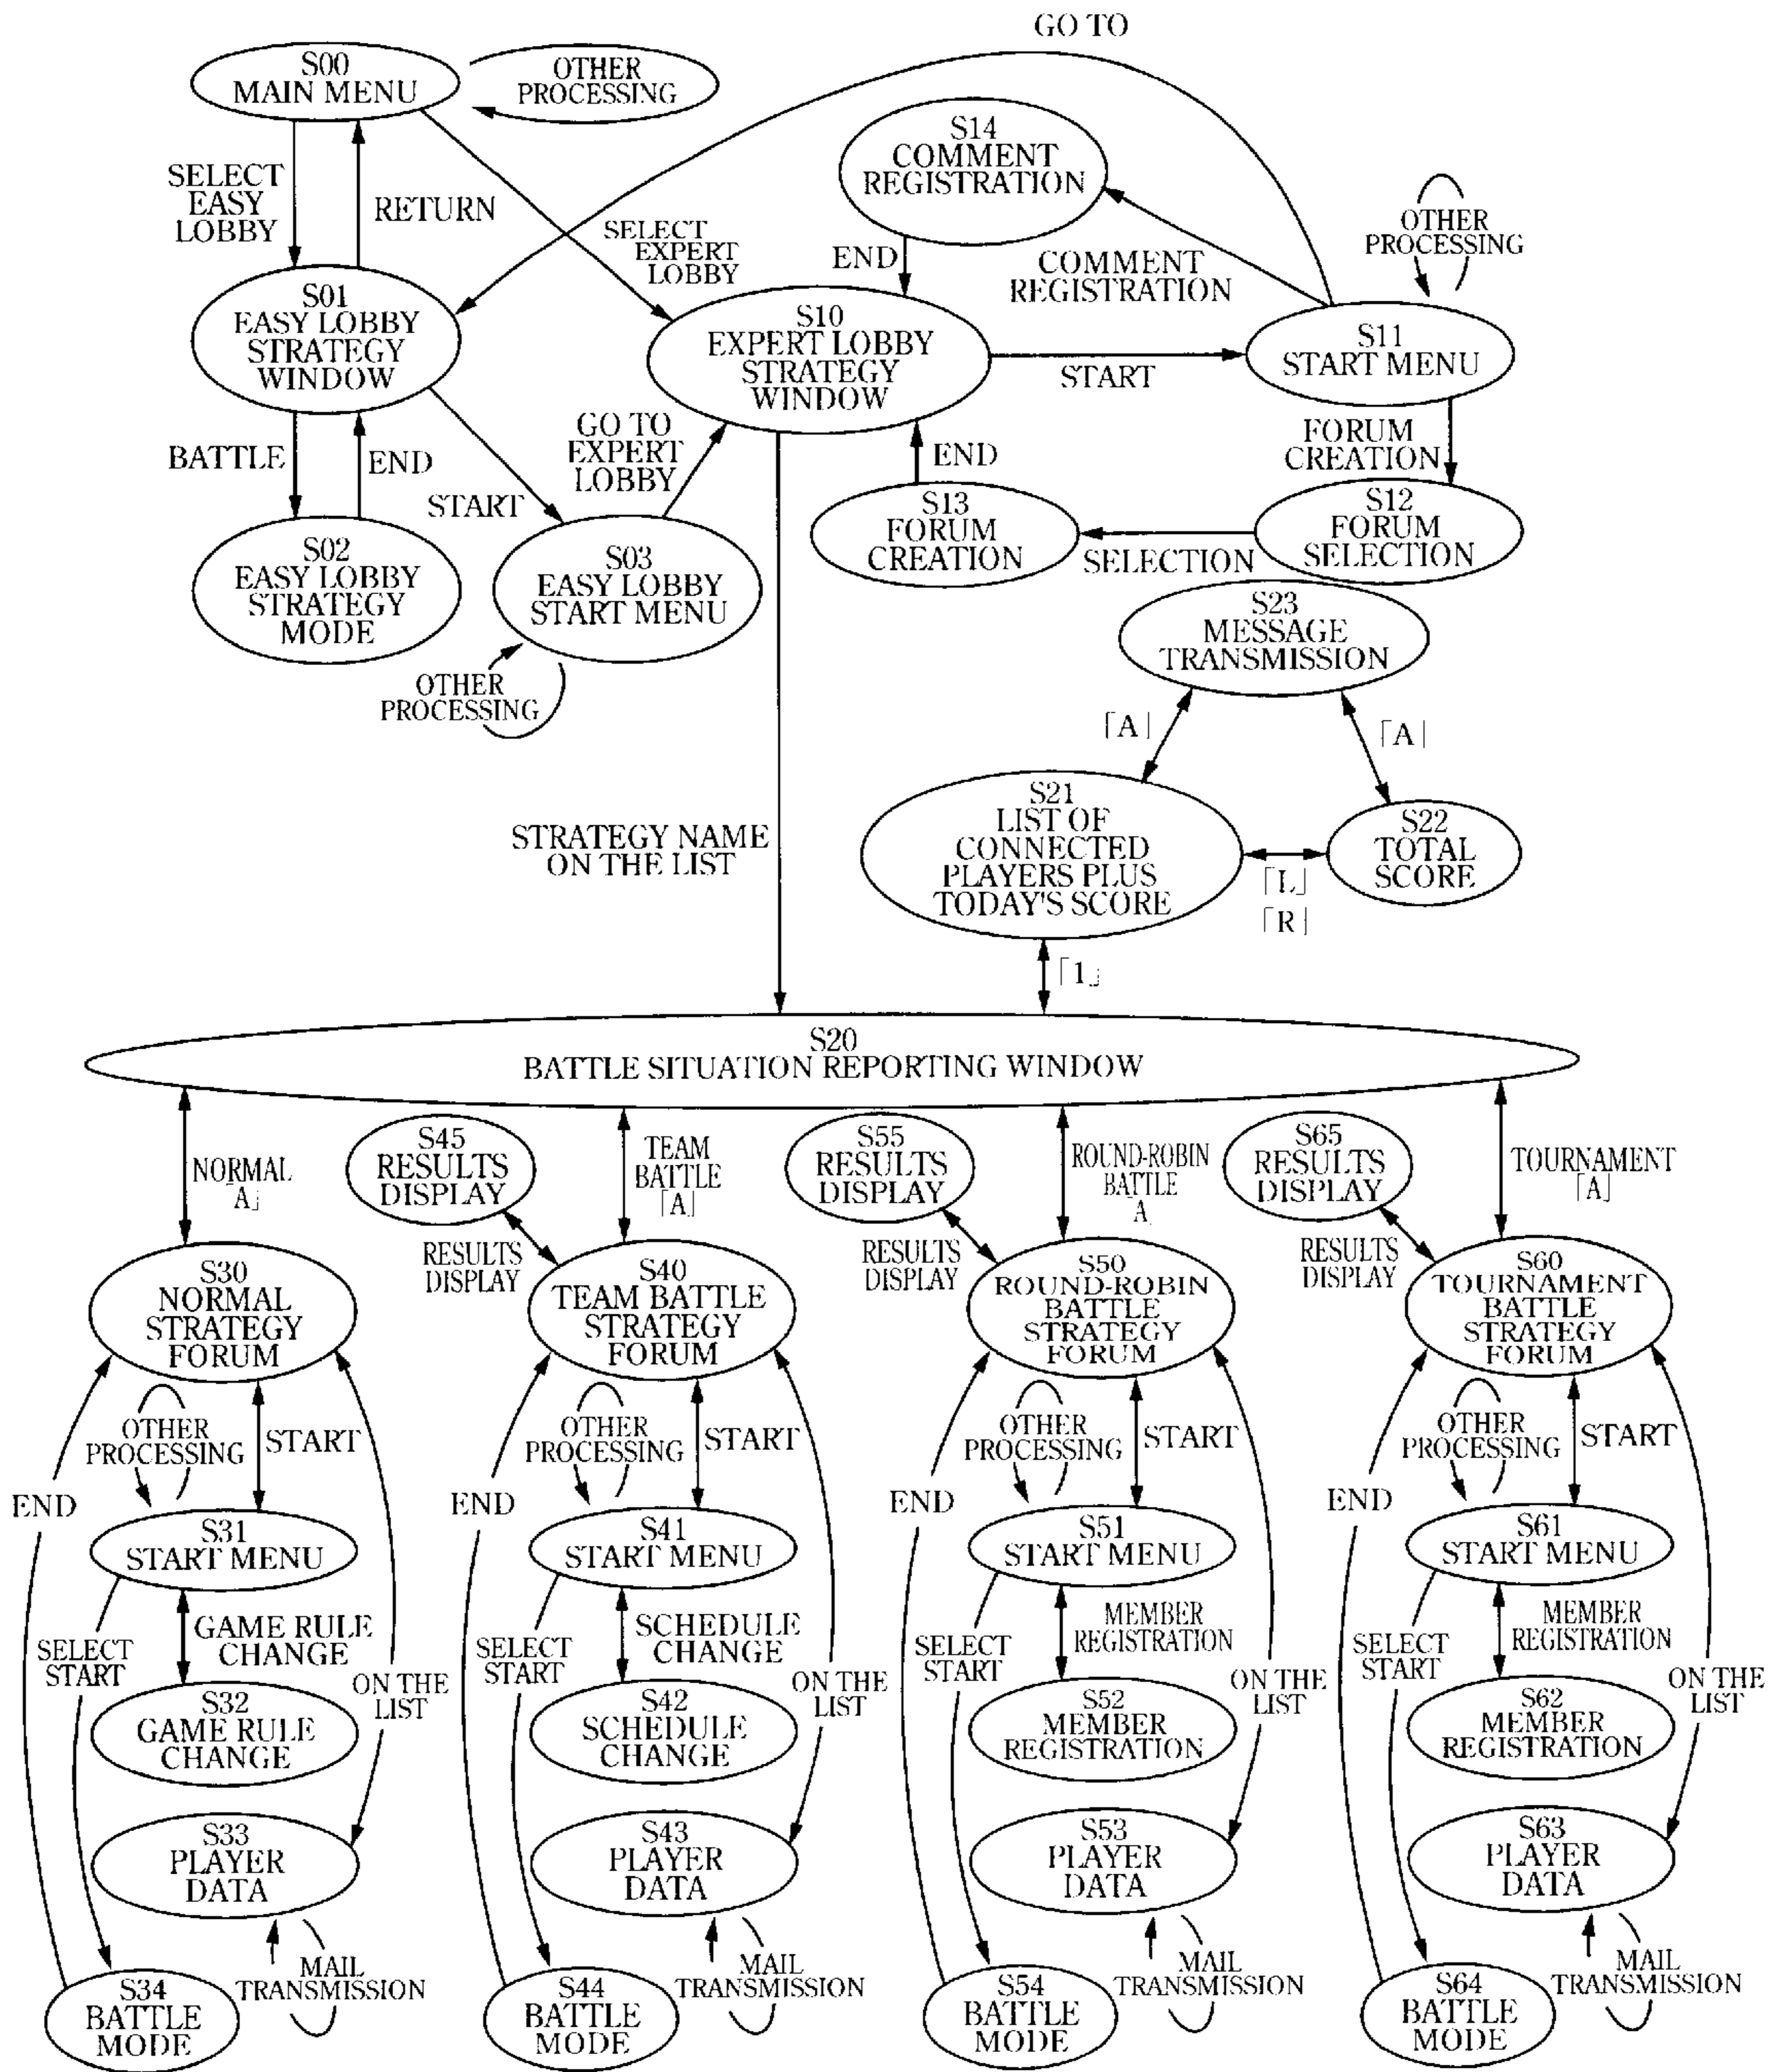 GO TO
S00
MAIN MENU
OTHER
PROCESSING
SELECT
EASY
LOBBY
RETURN
SELECT
EXPERT
LOBBY
S14
COMMENT
REGISTRATION
END
COMMENT
REGISTRATION
OTHER
PROCESSING
S01
EASY LOBBY
STRATEGY
WINDOW
S10
EXPERT LOBBY
STRATEGY
WINDOW
START
S11
START MENU
BATTLE
END
START
GO TO
EXPERT
LOBBY
END
FORUM
CREATION
S02
EASY LOBBY
STRATEGY
MODE
S03
EASY LOBBY
START MENU
S13
FORUM
CREATION
SELECTION
S12
FORUM
SELECTION
OTHER
PROCESSING
S23
MESSAGE
TRANSMISSION
「A」
「A」
S21
LIST OF
CONNECTED
PLAYERS PLUS
TODAY'S SCORE
S22
TOTAL
SCORE
「L」
「R」
STRATEGY NAME
ON THE LIST
「1」
S20
BATTLE SITUATION REPORTING WINDOW
NORMAL
「A」
S45
RESULTS
DISPLAY
TEAM
BATTLE
「A」
S55
RESULTS
DISPLAY
ROUND-ROBIN
BATTLE
「A」
S65
RESULTS
DISPLAY
TOURNAMENT
「A」
RESULTS
DISPLAY
RESULTS
DISPLAY
RESULTS
DISPLAY
S30
NORMAL
STRATEGY
FORUM
S40
TEAM BATTLE
STRATEGY
FORUM
S50
ROUND-ROBIN
BATTLE
STRATEGY
FORUM
S60
TOURNAMENT
BATTLE
STRATEGY
FORUM
OTHER
PROCESSING
START
OTHER
PROCESSING
START
OTHER
PROCESSING
START
OTHER
PROCESSING
START
END
END
END
END
S31
START MENU
S41
START MENU
S51
START MENU
S61
START MENU
SELECT
START
GAME RULE
CHANGE
SELECT
START
SCHEDULE
CHANGE
SELECT
START
MEMBER
REGISTRATION
SELECT
START
MEMBER
REGISTRATION
ON THE
LIST
ON THE
LIST
ON THE
LIST
ON THE
LIST
S32
GAME RULE
CHANGE
S42
SCHEDULE
CHANGE
S52
MEMBER
REGISTRATION
S62
MEMBER
REGISTRATION
S33
PLAYER
DATA
S43
PLAYER
DATA
S53
PLAYER
DATA
S63
PLAYER
DATA
S34
BATTLE
MODE
MAIL
TRANSMISSION
S44
BATTLE
MODE
MAIL
TRANSMISSION
S54
BATTLE
MODE
MAIL
TRANSMISSION
S64
BATTLE
MODE
MAIL
TRANSMISSION